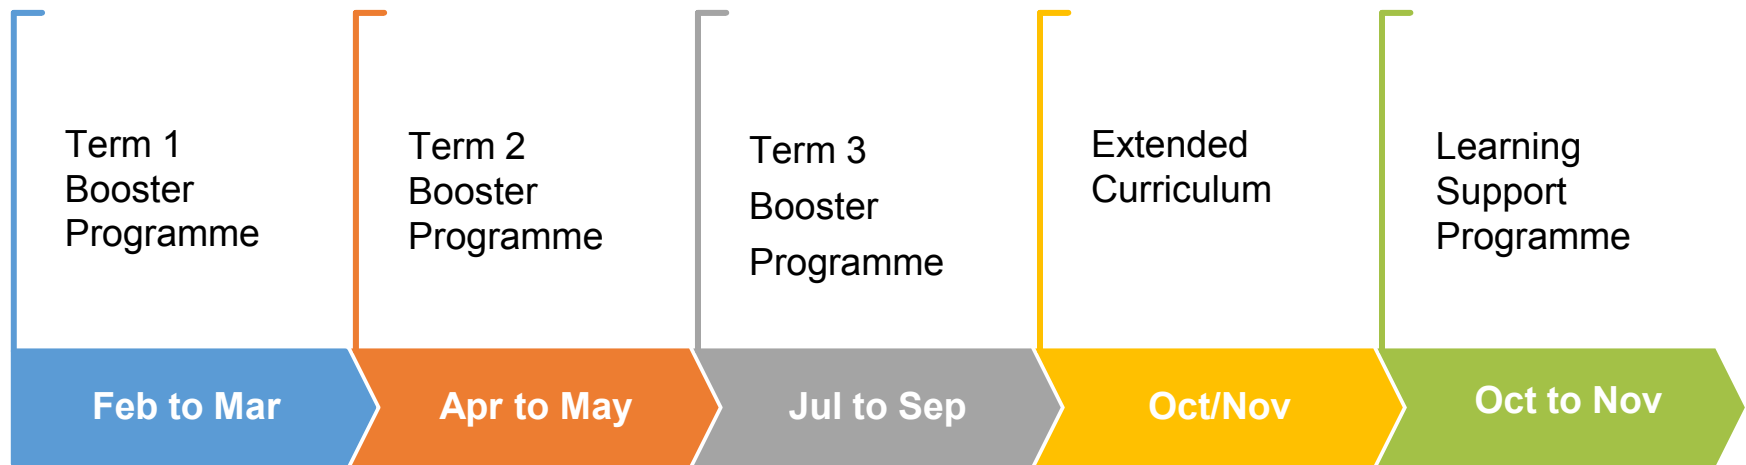 Term 1
Booster
Programme
Term 2
Booster
Programme
Term 3
Booster
Programme
Extended
Curriculum
Learning
Support
Programme
Feb to Mar
Apr to May
Jul to Sep
Oct/Nov
Oct to Nov